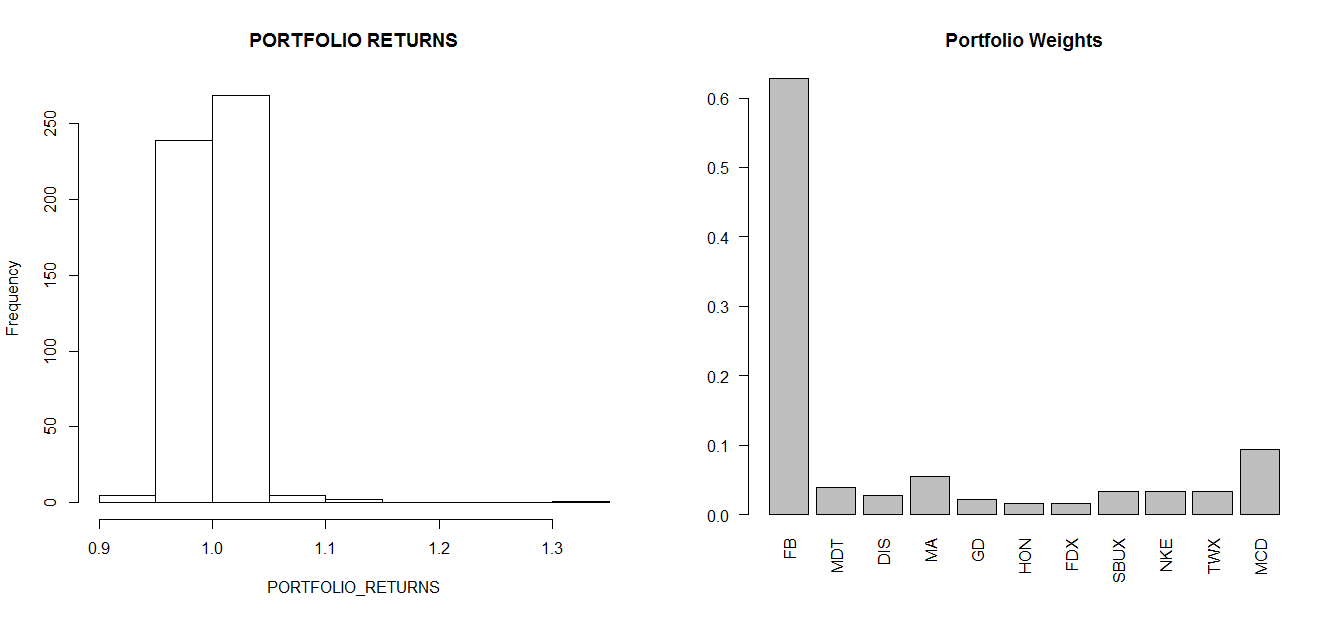 PORTFOLIO RETURNS
Frequency
250
200
150
100
50
0
0.9 1.0 1.1 1.2 1.3
PORTFOLIO_RETURNS
Portfolio Weights
0.6
0.5
0.4
0.3
0.2
0.1
0.0
FB MDT DIS MA GD HON FDX SBUX NKE TWX MCD